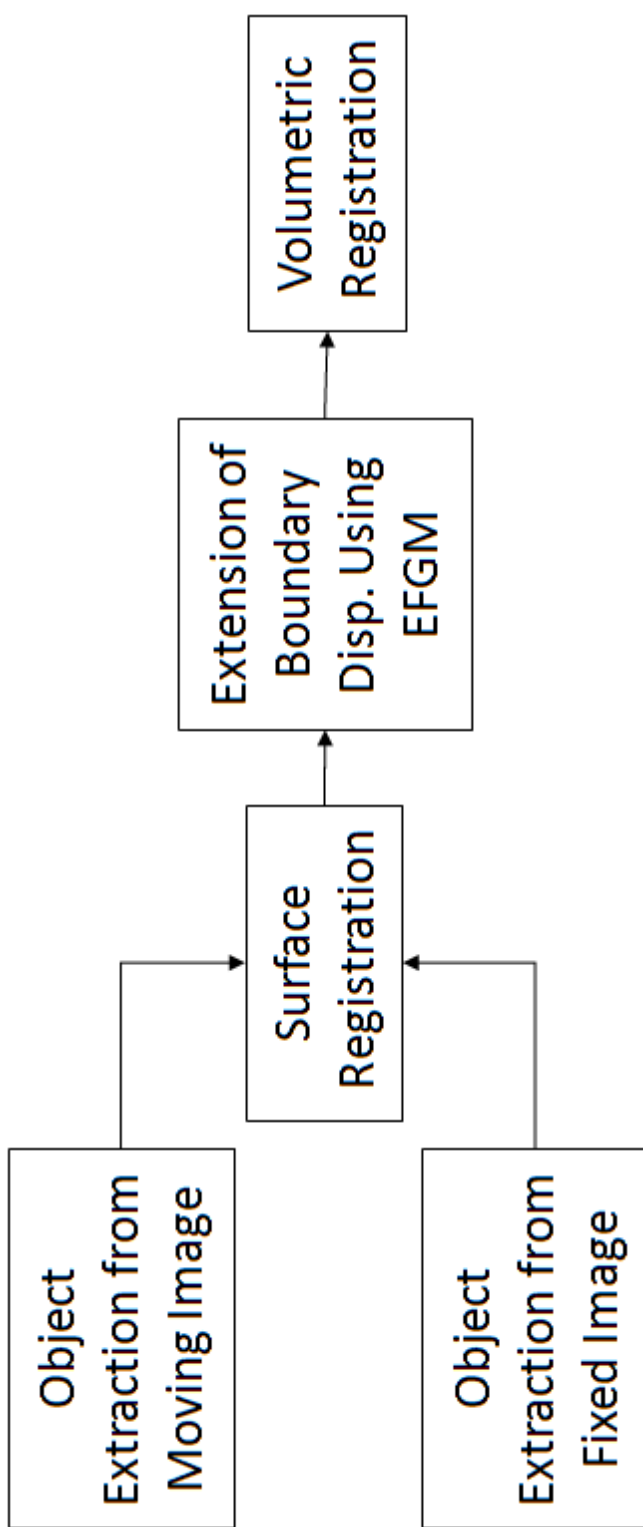 Object
Extraction from
Moving Image
Object
Extraction from
Fixed Image
Surface
Registration
Extension of
Boundary
Disp. Using
EFGM
Volumetric
Registration